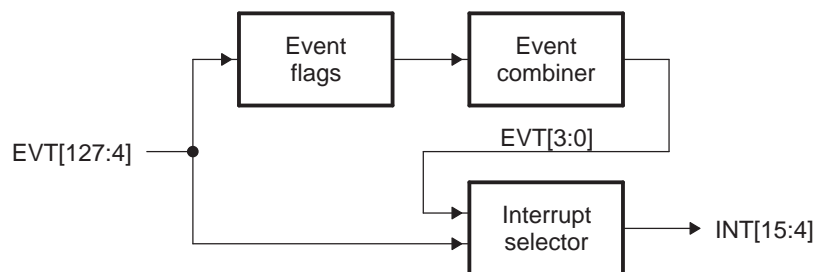 Event
flags
Event
combiner
EVT[3:0]
EVT[127:4]
Interrupt
selector
INT[15:4]